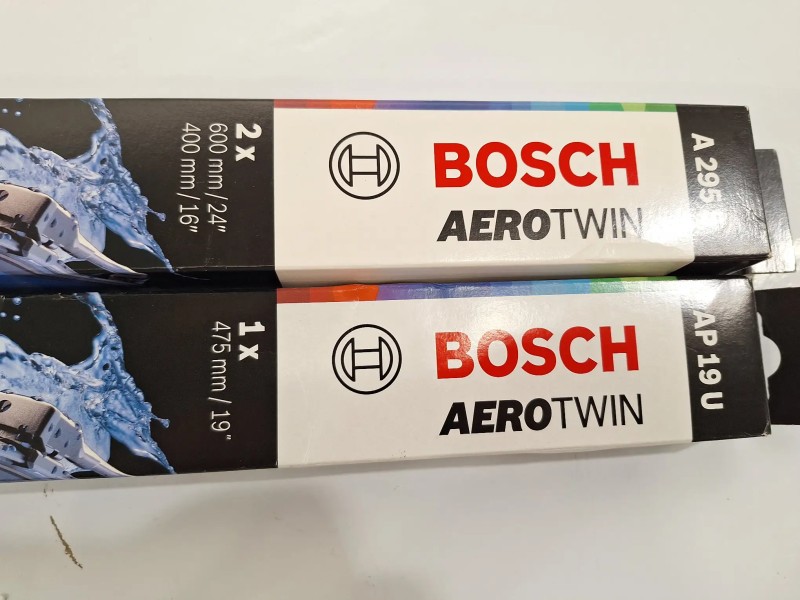 2 x
600 mm/24"
400 mm/16"
BOSCH
AEROTWIN
A 295
1 x
475 mm / 19"
BOSCH
AEROTWIN
AP 19 U